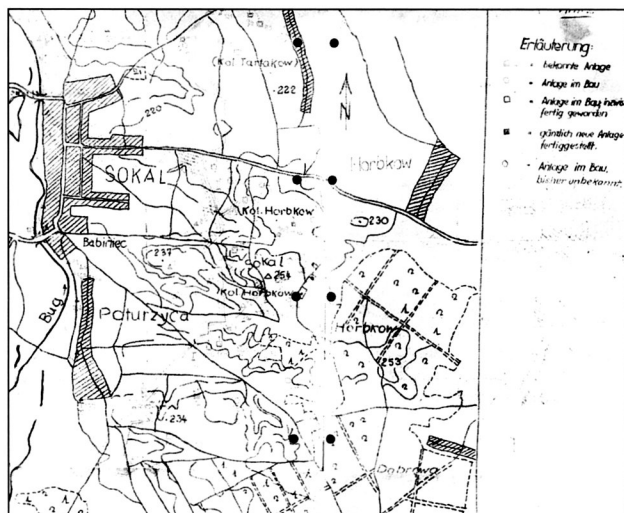 Erläuterung:
bekannte Anlage
Anlage im Bau
Anlage im Bau, inzw.
fertig geworden
gänzlich neue Anlage
fertiggestellt.
Anlage im Bau,
bisher unbekannt.
(Kol. Tartakow)
222
220
N
Horbkow
SOKAL
Kol. Horbkow
230
Babiniec
237
Sokal
254
Kol. Horbkow
Bug
Poturzyca
Horbkow
253
234
Dobrowa